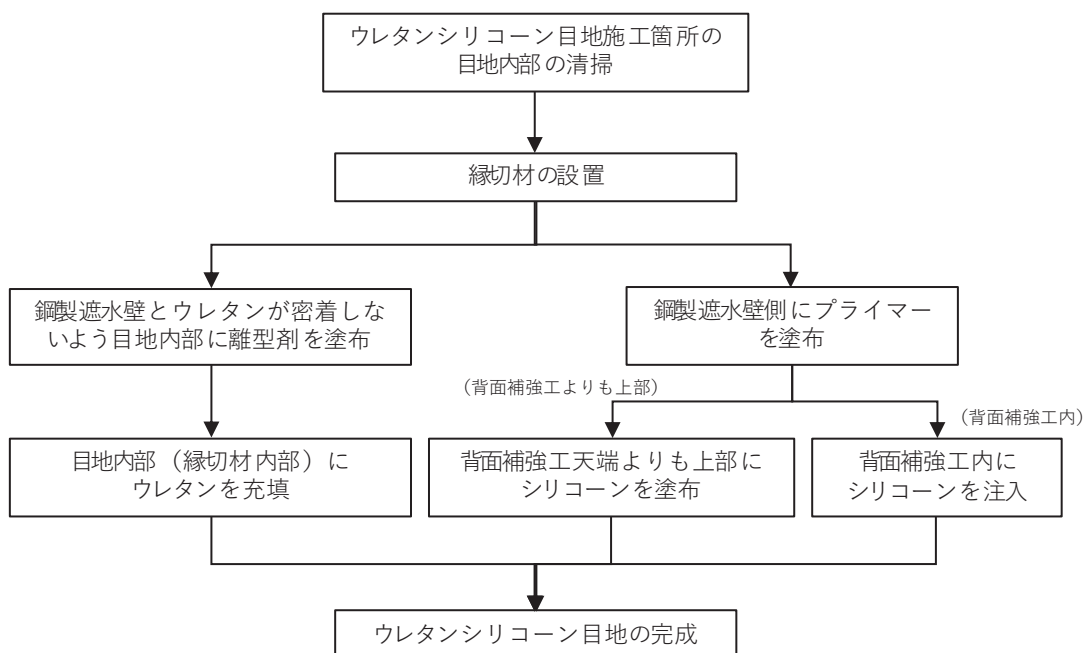 ウレタンシリコーン目地施工箇所の
目地内部の清掃
縁切材の設置
鋼製遮水壁とウレタンが密着しな
いよう目地内部に離型剤を塗布
鋼製遮水壁側にプライマー
を塗布
（背面補強工よりも上部）
（背面補強工内）
目地内部（縁切材内部）に
ウレタンを充填
背面補強工天端よりも上部に
シリコーンを塗布
背面補強工内に
シリコーンを注入
ウレタンシリコーン目地の完成